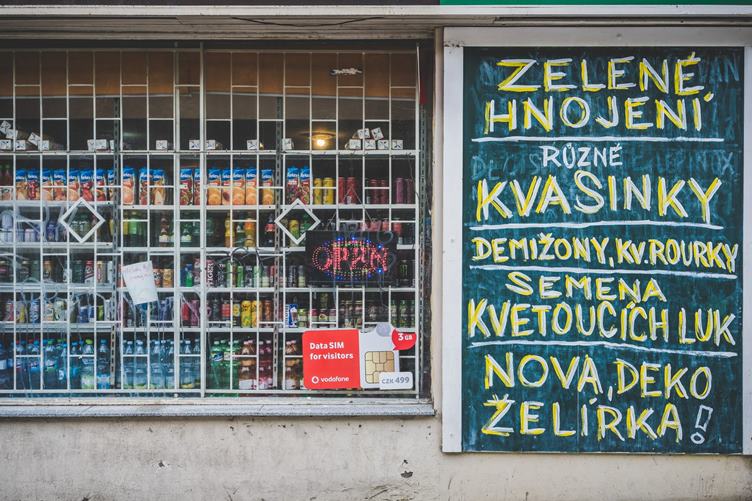 OPEN
Data SIM
for visitors
3 GB
vodafone
CZK 499
ZELENÉ
HNOJENÍ
RŮZNÉ
KVASINKY
DEMIŽONY, KV. ROURKY
SEMENA
KVETOUCÍCH LUK
NOVÁ, DEKO
ŽELÍRKA!